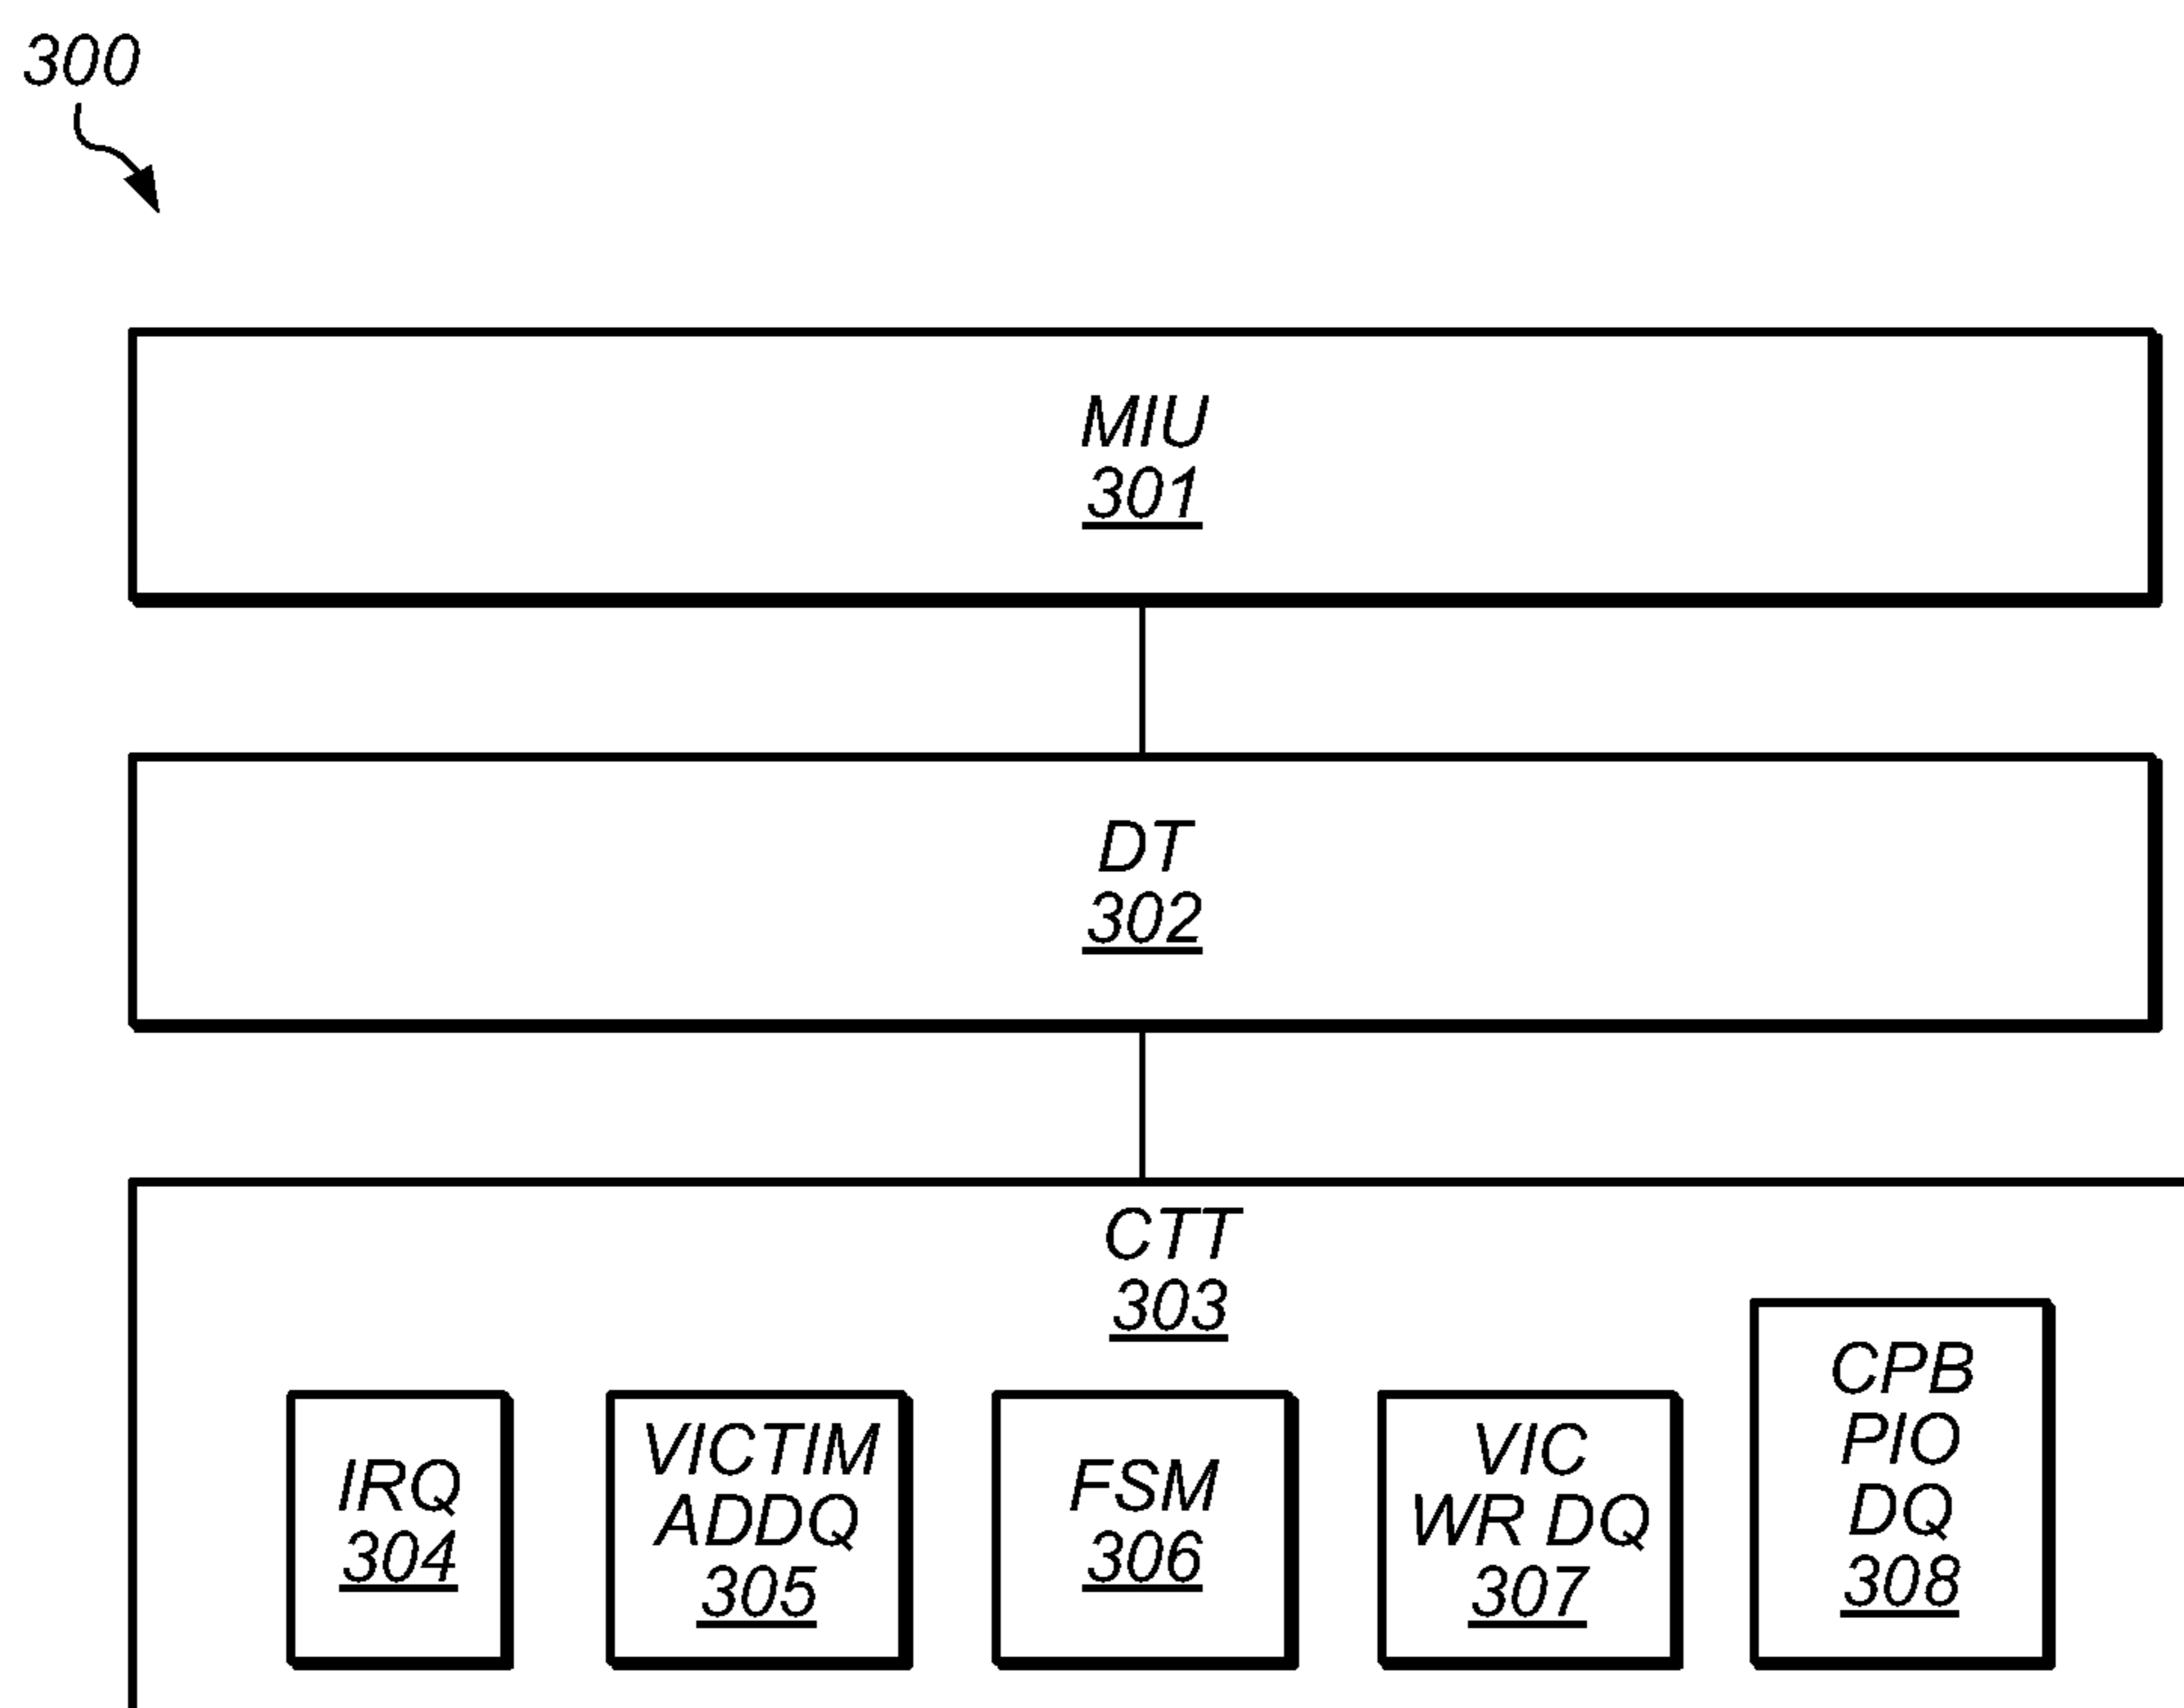 300
MIU
301
DT
302
CTT
303
IRQ
304
VICTIM
ADDQ
305
FSM
306
VIC
WR DQ
307
CPB
PIO
DQ
308